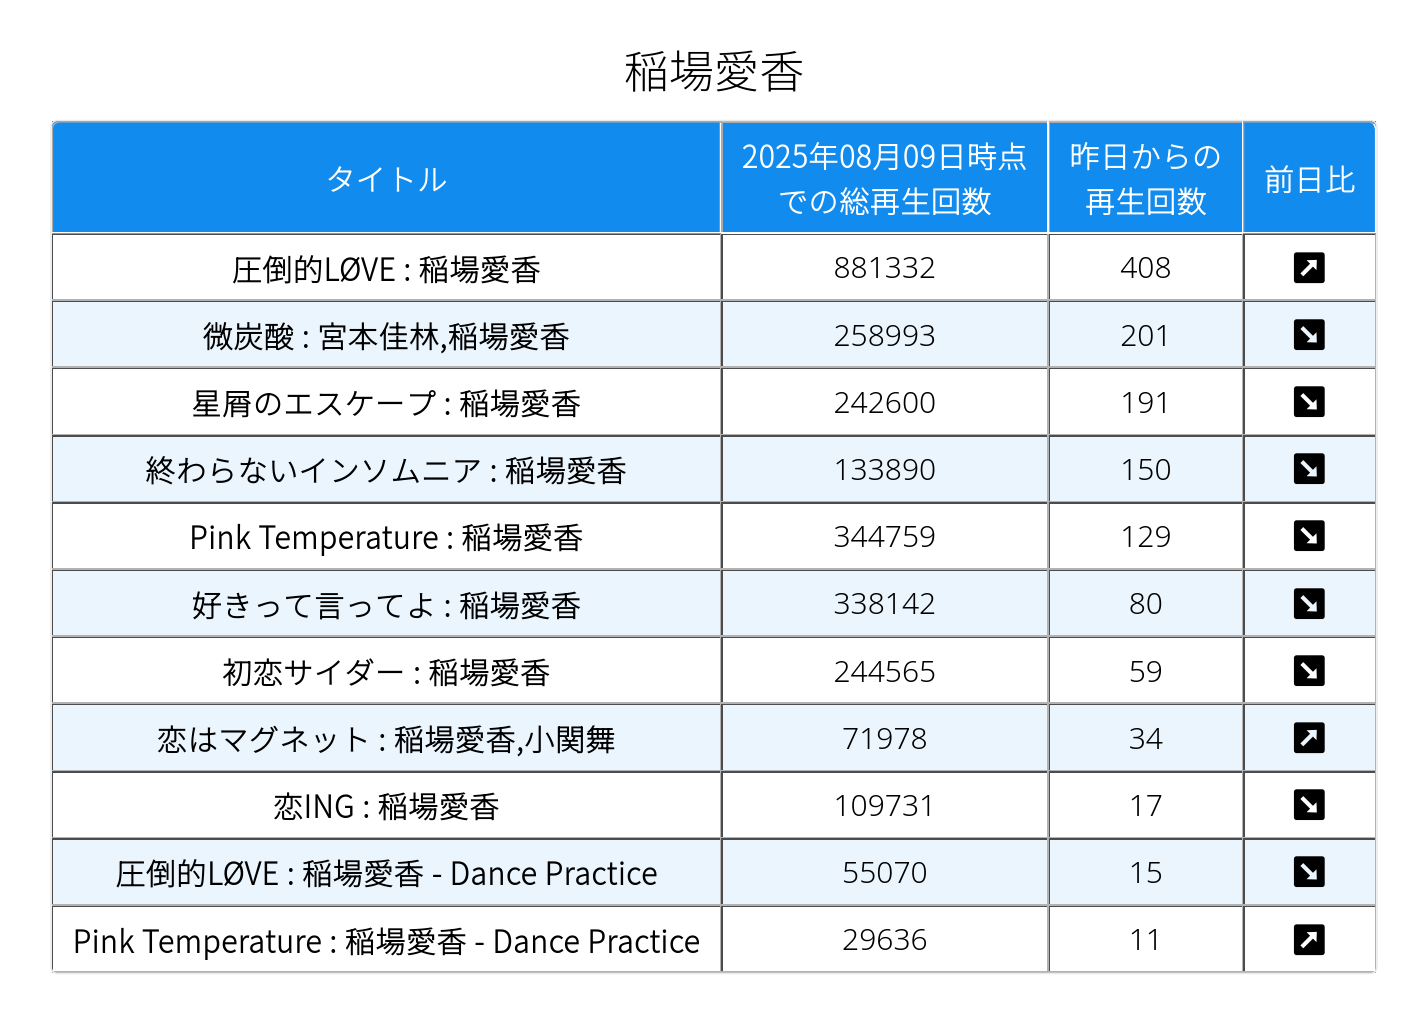 稲場愛香
タイトル 2025年08月09日時点での総再生回数 昨日からの再生回数 前日比
圧倒的LØVE : 稲場愛香 881332 408 ↗
微炭酸 : 宮本佳林,稲場愛香 258993 201 ↘
星屑のエスケープ : 稲場愛香 242600 191 ↘
終わらないインソムニア : 稲場愛香 133890 150 ↘
Pink Temperature : 稲場愛香 344759 129 ↘
好きって言ってよ : 稲場愛香 338142 80 ↘
初恋サイダー : 稲場愛香 244565 59 ↘
恋はマグネット : 稲場愛香,小関舞 71978 34 ↗
恋ING : 稲場愛香 109731 17 ↘
圧倒的LØVE : 稲場愛香 - Dance Practice 55070 15 ↘
Pink Temperature : 稲場愛香 - Dance Practice 29636 11 ↗